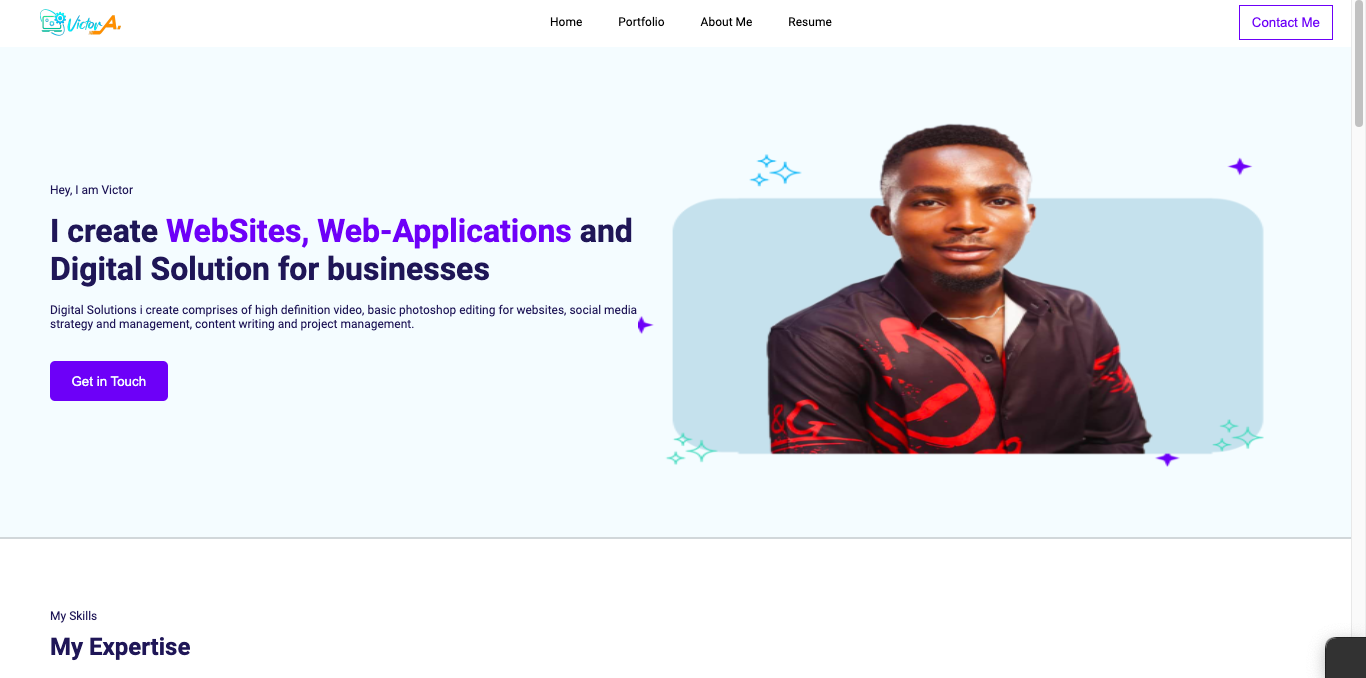 Victor A.
Home Portfolio About Me Resume
Contact Me
Hey, I am Victor
I create WebSites, Web-Applications and
Digital Solution for businesses
Digital Solutions i create comprises of high definition video, basic photoshop editing for websites, social media
strategy and management, content writing and project management.
Get in Touch
&G
My Skills
My Expertise